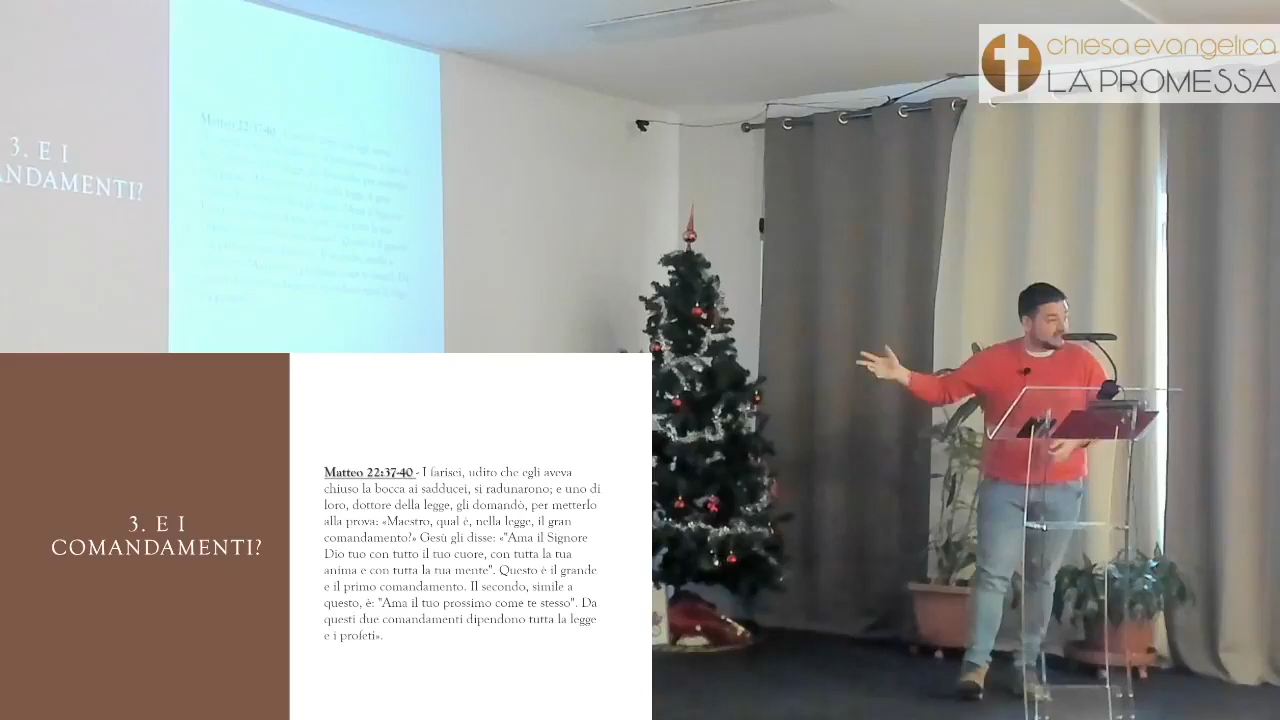 chiesa evangelica
LA PROMESSA
3. E I
ANDAMENTI?
Matteo 22:37-40
3. E I
COMANDAMENTI?
Matteo 22:37-40 - I farisei, udito che egli aveva
chiuso la bocca ai sadducei, si radunarono; e uno di
loro, dottore della legge, gli domandò, per metterlo
alla prova: «Maestro, qual è, nella legge, il gran
comandamento?» Gesù gli disse: «"Ama il Signore
Dio tuo con tutto il tuo cuore, con tutta la tua
anima e con tutta la tua mente". Questo è il grande
e il primo comandamento. Il secondo, simile a
questo, è: "Ama il tuo prossimo come te stesso". Da
questi due comandamenti dipendono tutta la legge
e i profeti».